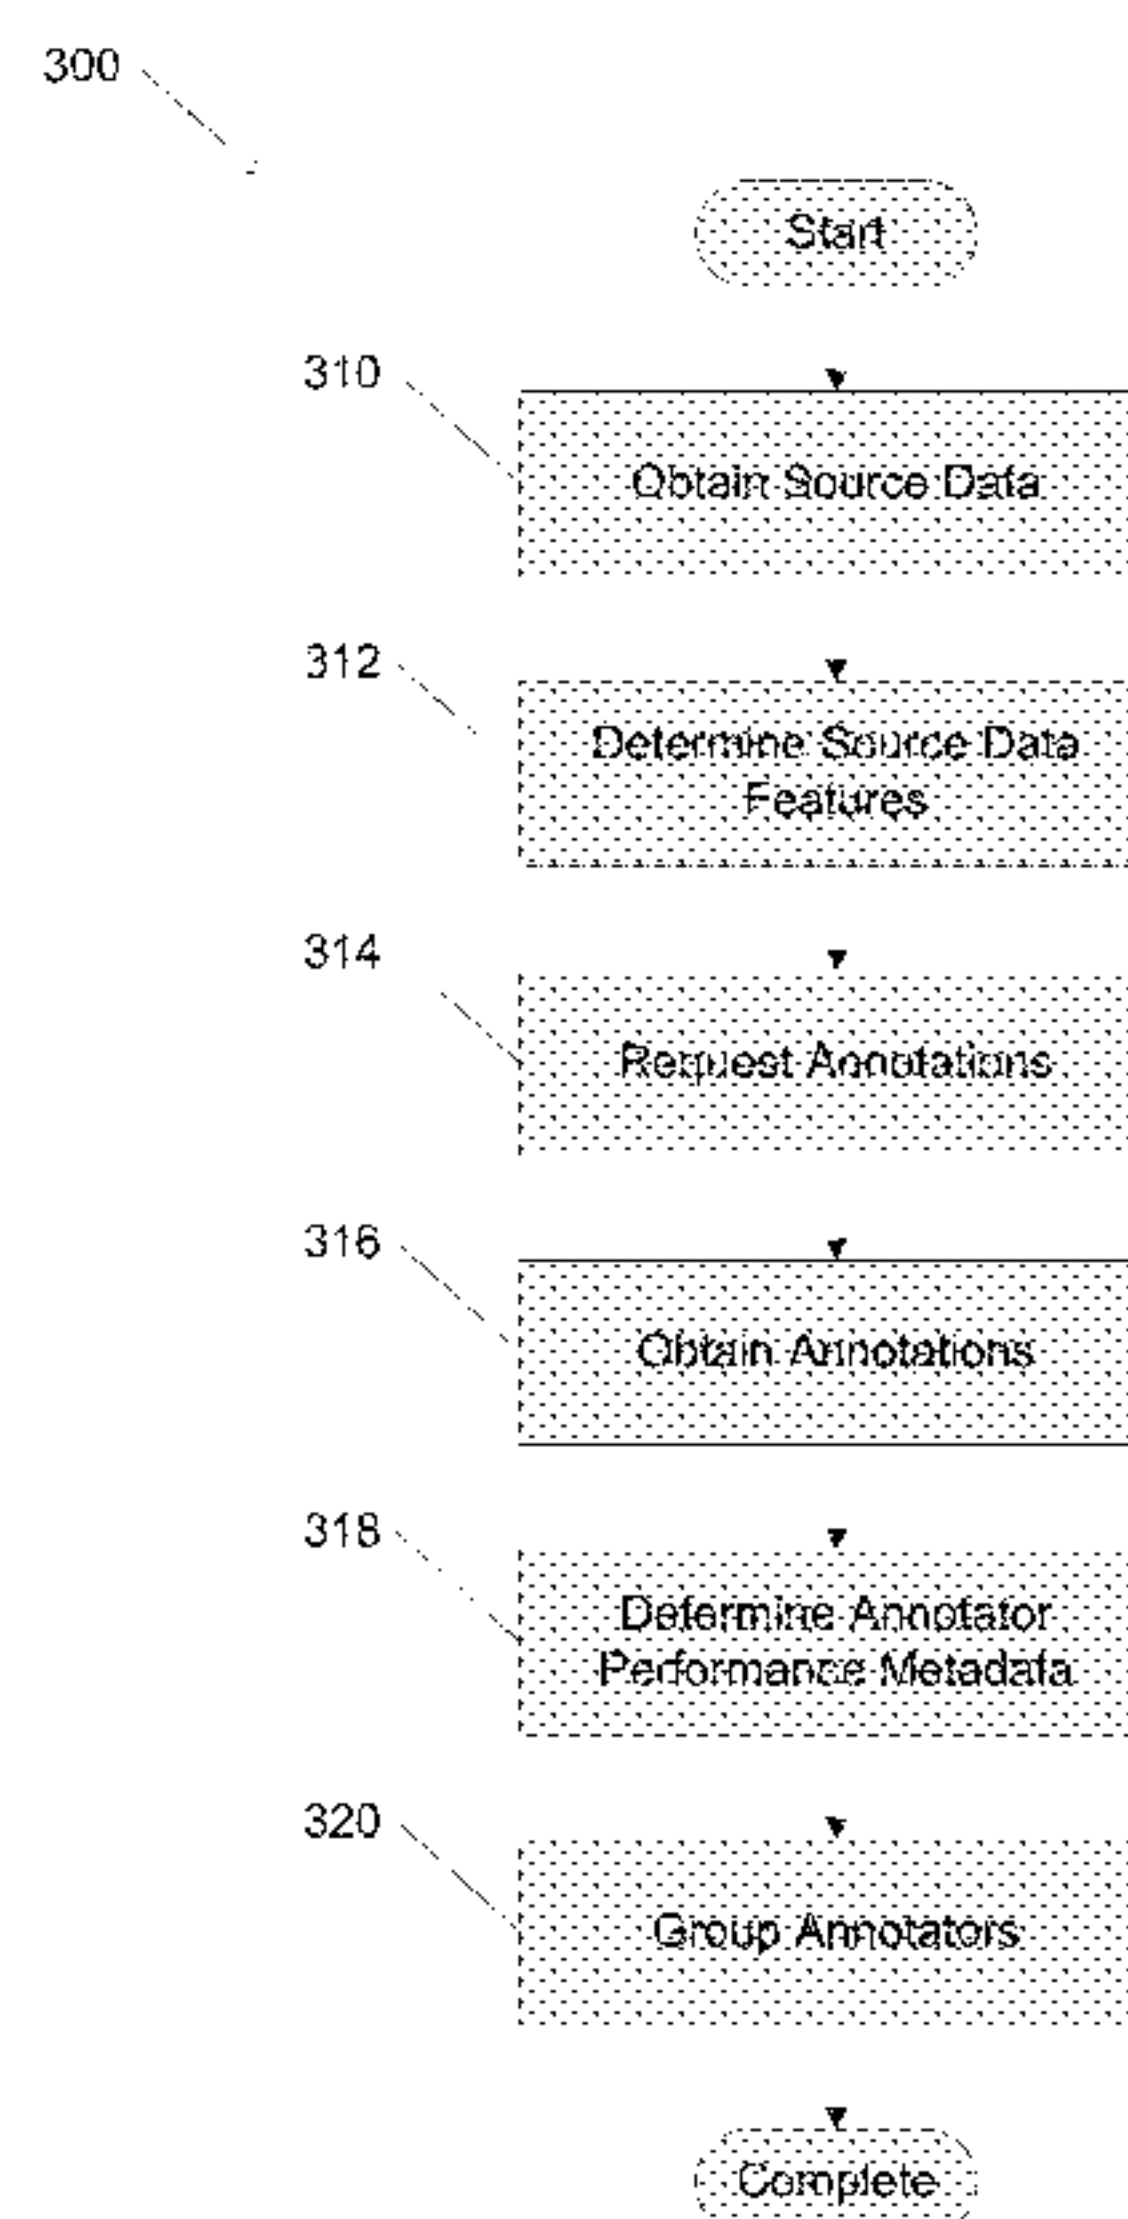 300
Start
310
Obtain Source Data
312
Determine Source Data
Features
314
Request Annotations
316
Obtain Annotations
318
Determine Annotator
Performance Metadata
320
Group Annotators
Complete